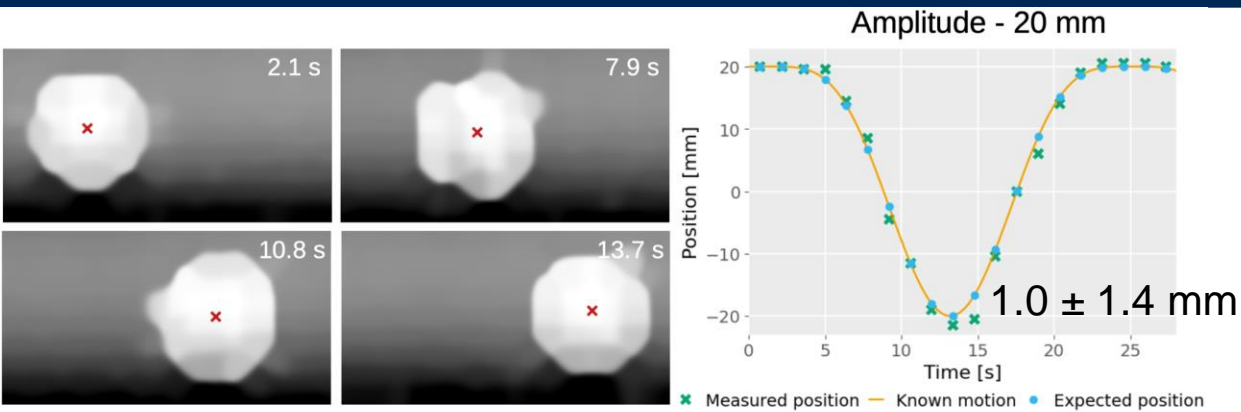 Amplitude - 20 mm
2.1 s
7.9 s
10.8 s
13.7 s
Position [mm]
20
10
0
−10
−20
1.0 ± 1.4 mm
0 5 10 15 20 25
Time [s]
Measured position Known motion Expected position